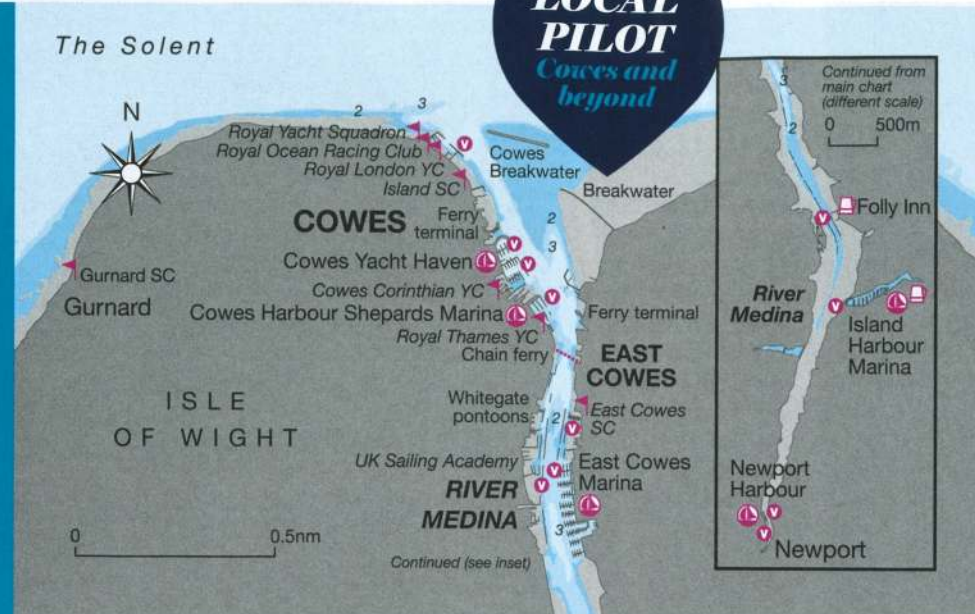 LOCAL
PILOT
Cowes and
beyond
The Solent
N
2
3
Royal Yacht Squadron
Royal Ocean Racing Club
Royal London YC
Island SC
V
Cowes
Breakwater
Breakwater
COWES
Ferry
terminal
2
3
V
V
Cowes Yacht Haven
Cowes Corinthian YC
V
Cowes Harbour Shepards Marina
Royal Thames YC
Ferry terminal
Chain ferry
Gurnard SC
Gurnard
EAST
COWES
ISLE
OF WIGHT
Whitegate
pontoons
2
East Cowes
SC
V
UK Sailing Academy
V
V
East Cowes
Marina
RIVER
MEDINA
3
0
0.5nm
Continued (see inset)
Continued from
main chart
(different scale)
0
500m
3
2
V
Folly Inn
River
Medina
V
Island
Harbour
Marina
Newport
Harbour
V
V
Newport